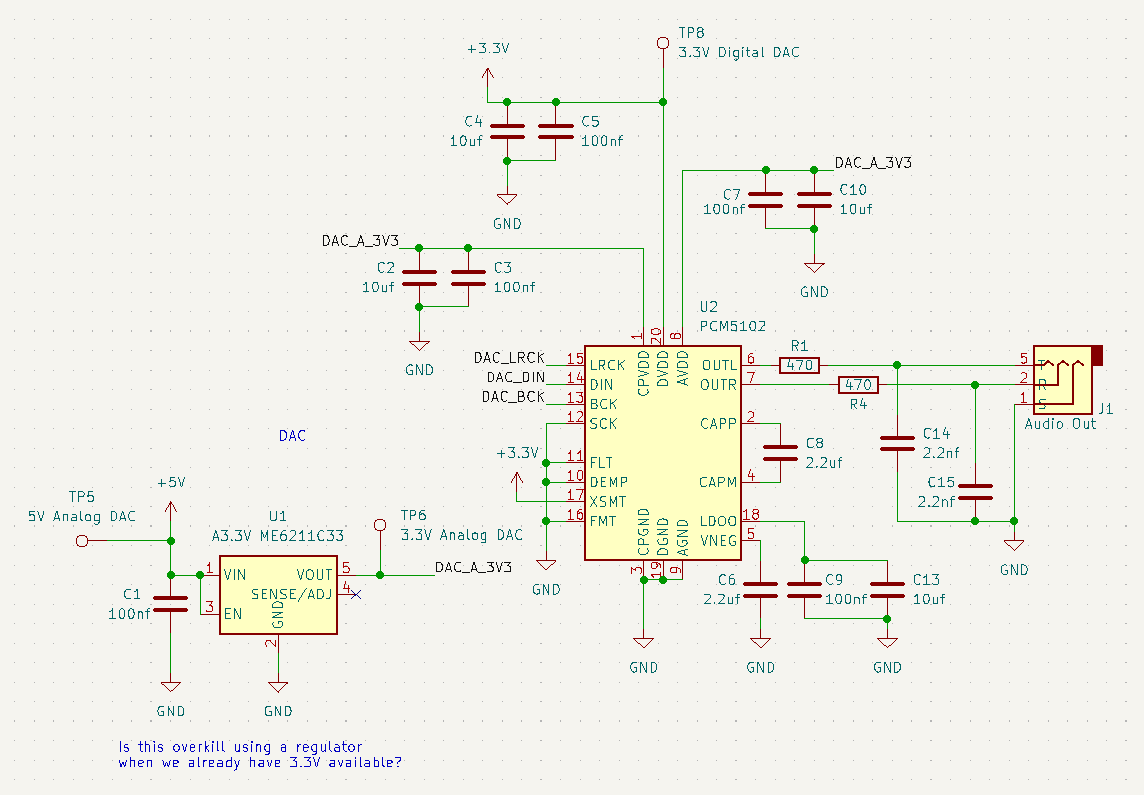 TP8
3.3V Digital DAC
+3.3V
C4
10uf
C5
100nf
GND
DAC_A_3V3
C7
100nf
C10
10uf
GND
DAC_A_3V3
C2
10uf
C3
100nf
GND
U2
PCM5102
1
20
8
CPVDD
DVDD
AVDD
DAC_LRCK
15
LRCK
DAC_DIN
14
DIN
DAC_BCK
13
BCK
12
SCK
+3.3V
11
FLT
10
DEMP
17
XSMT
16
FMT
GND
OUTL
6
OUTR
7
CAPP
2
CAPM
4
LDOO
18
VNEG
5
CPGND
DGND
AGND
3
19
9
GND
R1
470
470
R4
C8
2.2uf
C14
2.2nf
C15
2.2nf
5
T
2
R
1
S
J1
Audio Out
GND
C6
2.2uf
GND
C9
100nf
C13
10uf
GND
DAC
+5V
TP5
5V Analog DAC
U1
A3.3V ME6211C33
TP6
3.3V Analog DAC
1
VIN
3
EN
VOUT
5
SENSE/ADJ
4
GND
2
DAC_A_3V3
C1
100nf
GND
GND
Is this overkill using a regulator
when we already have 3.3V available?